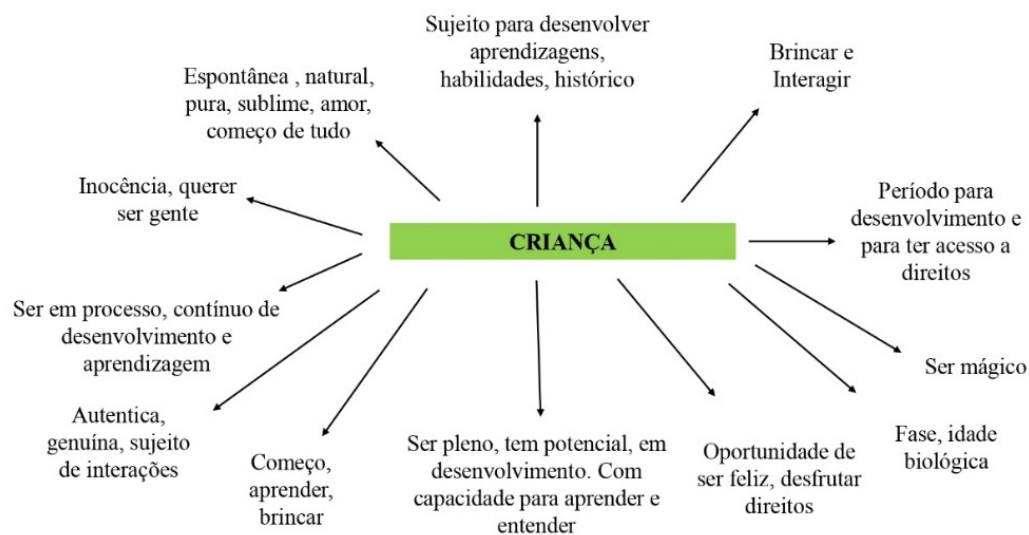 Sujeito para desenvolver
aprendizagens,
habilidades, histórico
Brincar e
Interagir
Espontânea , natural,
pura, sublime, amor,
começo de tudo
Inocência, querer
ser gente
Período para
desenvolvimento e
para ter acesso a
direitos
CRIANÇA
Ser em processo, contínuo de
desenvolvimento e
aprendizagem
Ser mágico
Autentica,
genuína, sujeito
de interações
Começo,
aprender,
brincar
Ser pleno, tem potencial, em
desenvolvimento. Com
capacidade para aprender e
entender
Oportunidade de
ser feliz, desfrutar
direitos
Fase, idade
biológica